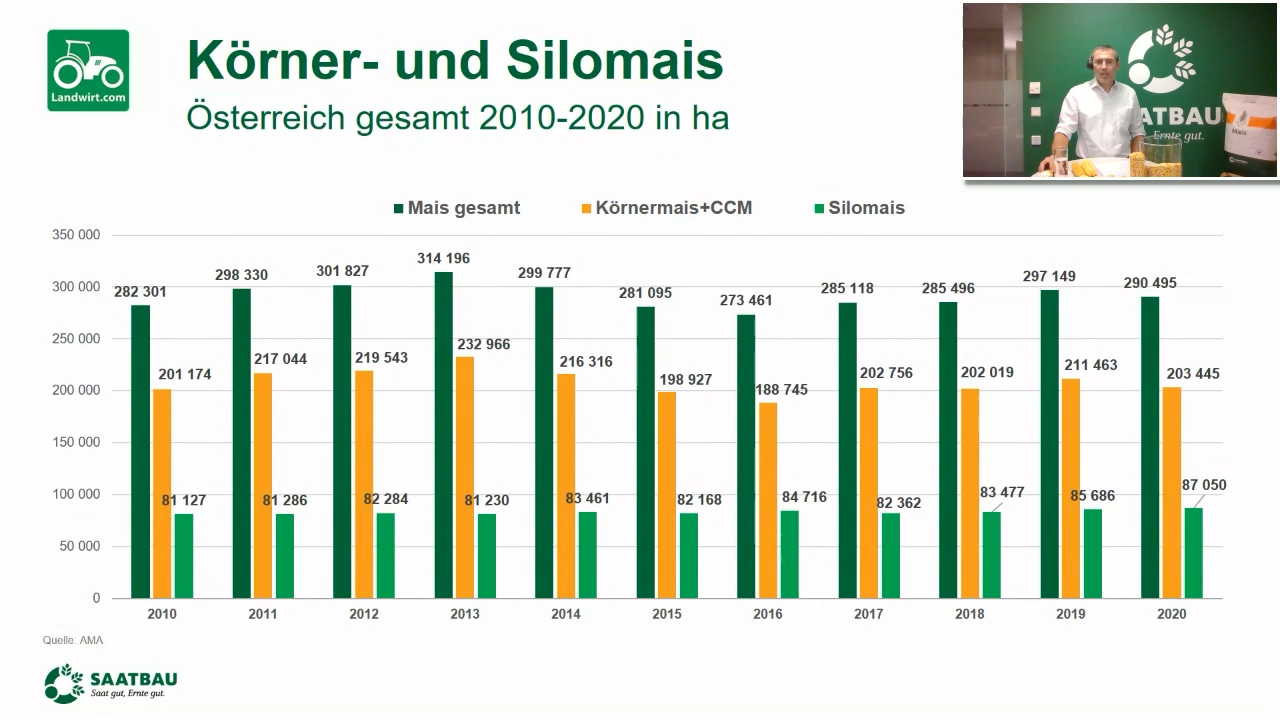 Landwirt.com
Körner- und Silomais
Österreich gesamt 2010-2020 in ha
ATBAU
, Ernte gut.
Mais
Mais gesamt Körnermais+CCM Silomais
350 000
300 000
250 000
200 000
150 000
100 000
50 000
0
282 301 298 330 301 827 314 196 299 777 281 095 273 461 285 118 285 496 297 149 290 495
201 174 217 044 219 543 232 966 216 316 198 927 188 745 202 756 202 019 211 463 203 445
81 127 81 286 82 284 81 230 83 461 82 168 84 716 82 362 83 477 85 686 87 050
2010 2011 2012 2013 2014 2015 2016 2017 2018 2019 2020
Quelle: AMA
SAATBAU
Saat gut, Ernte gut.